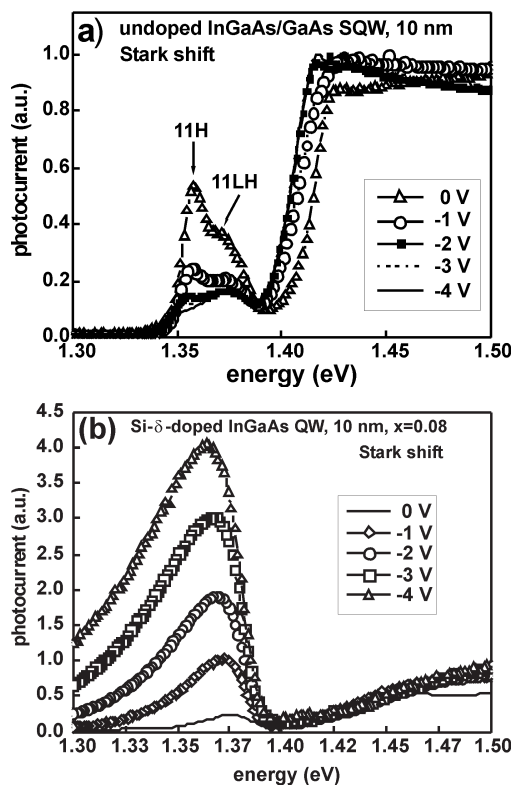 a) undoped InGaAs/GaAs SQW, 10 nm
Stark shift
photocurrent (a.u.)
1.0
0.8
0.6
0.4
0.2
0.0
11H
11LH
0 V
-1 V
-2 V
-3 V
-4 V
1.30
1.35
1.40
1.45
1.50
energy (eV)
(b) Si-δ-doped InGaAs QW, 10 nm, x=0.08
Stark shift
photocurrent (a.u.)
4.5
4.0
3.5
3.0
2.5
2.0
1.5
1.0
0.5
0.0
0 V
-1 V
-2 V
-3 V
-4 V
1.30
1.33
1.35
1.37
1.40
1.42
1.45
1.47
1.50
energy (eV)